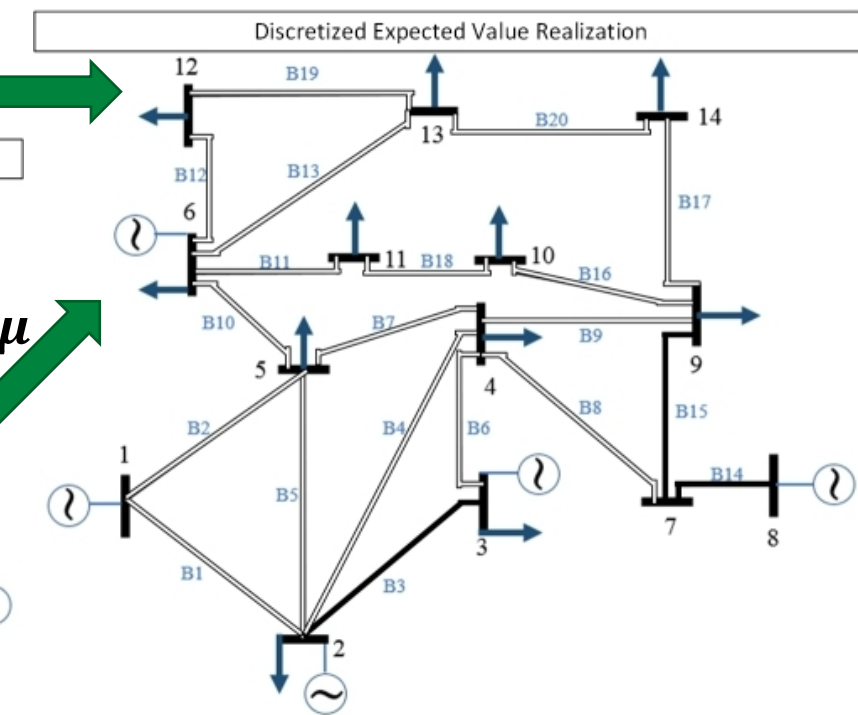 Discretized Expected Value Realization
12
B19
13
B20
14
B12
B13
B17
6
B11
11
B18
10
B16
μ
B10
B7
B9
5
4
9
B2
B4
B6
B8
B15
1
B5
B14
3
7
8
B1
B3
2